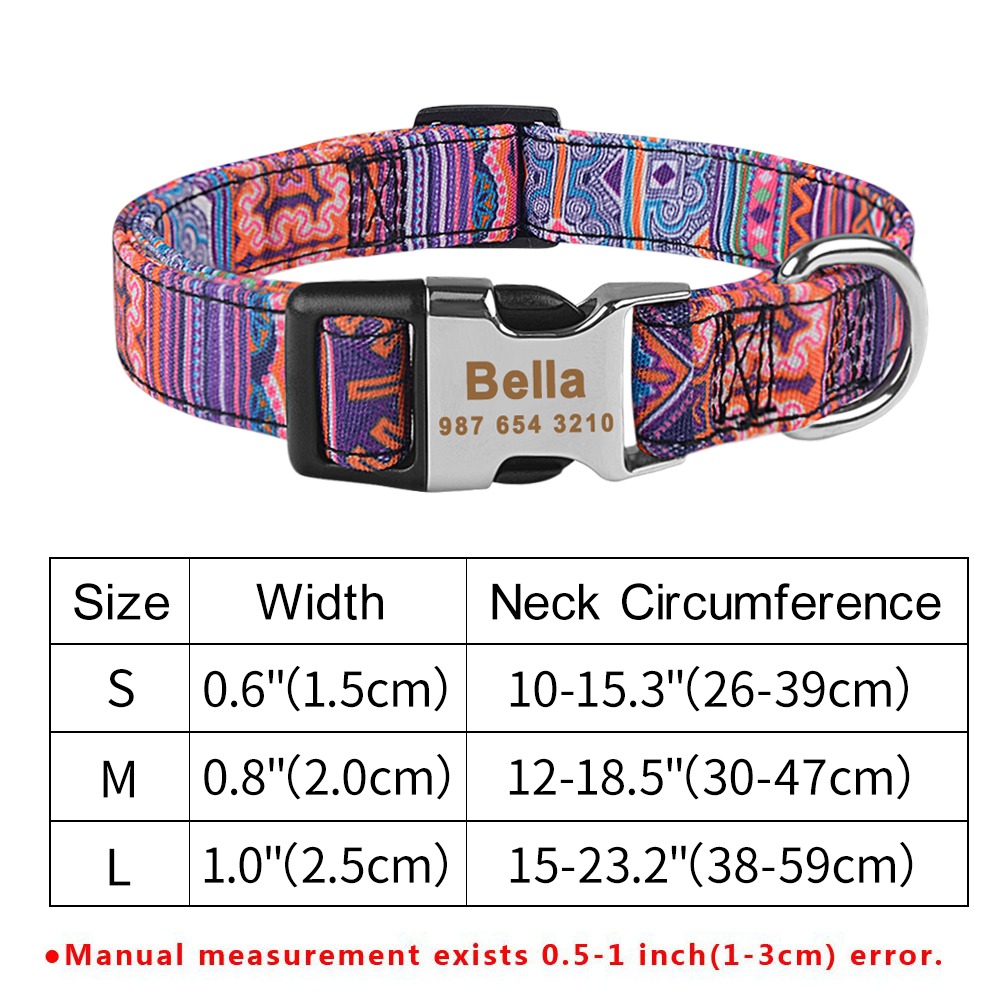 Bella
987 654 3210
Size Width Neck Circumference
S 0.6"(1.5cm) 10-15.3"(26-39cm)
M 0.8"(2.0cm) 12-18.5"(30-47cm)
L 1.0"(2.5cm) 15-23.2"(38-59cm)
●Manual measurement exists 0.5-1 inch(1-3cm) error.